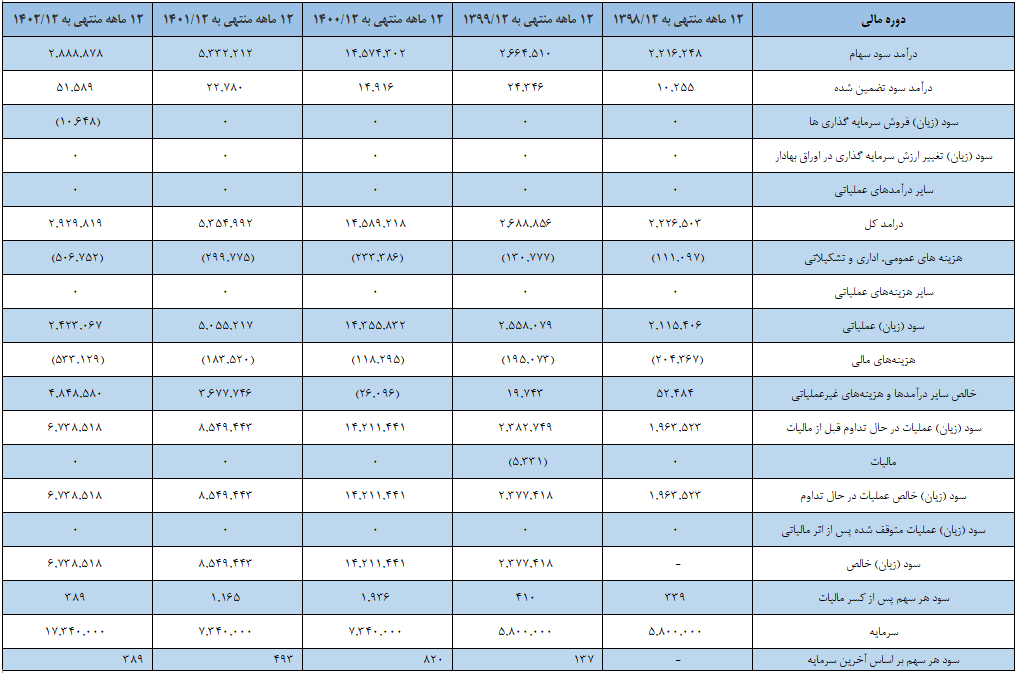 دوره مالی ۱۲ ماهه منتهی به ۱۳۹۸/۱۲ ۱۲ ماهه منتهی به ۱۳۹۹/۱۲ ۱۲ ماهه منتهی به ۱۴۰۰/۱۲ ۱۲ ماهه منتهی به ۱۴۰۱/۱۲ ۱۲ ماهه منتهی به ۱۴۰۲/۱۲
درآمد سود سهام ۲.۲۱۶.۲۴۸ ۲.۶۶۴.۵۱۰ ۱۴.۵۷۴.۳۰۲ ۵.۳۳۲.۲۱۲ ۲.۸۸۸.۸۷۸
درآمد سود تضمین شده ۱۰.۲۵۵ ۲۴.۳۴۶ ۱۴.۹۱۶ ۲۲.۷۸۰ ۵۱.۵۸۹
سود (زیان) فروش سرمایه گذاری ها ۰ ۰ ۰ ۰ (۱۰.۶۴۸)
سود (زیان) تغییر ارزش سرمایه گذاری در اوراق بهادار ۰ ۰ ۰ ۰ ۰
سایر درآمدهای عملیاتی ۰ ۰ ۰ ۰ ۰
درامد کل ۲.۲۲۶.۵۰۳ ۲.۶۸۸.۸۵۶ ۱۴.۵۸۹.۲۱۸ ۵.۳۵۴.۹۹۲ ۲.۹۲۹.۸۱۹
هزینه های عمومی. اداری و تشکیلاتی (۱۱۱.۰۹۷) (۱۳۰.۷۷۷) (۲۳۳.۳۸۶) (۲۹۹.۷۷۵) (۵۰۶.۷۵۲)
سایر هزینه‌های عملیاتی ۰ ۰ ۰ ۰ ۰
سود (زیان) عملیاتی ۲.۱۱۵.۴۰۶ ۲.۵۵۸.۰۷۹ ۱۴.۳۵۵.۸۳۲ ۵.۰۵۵.۲۱۷ ۲.۴۲۳.۰۶۷
هزینه‌های مالی (۲۰۴.۳۶۷) (۱۹۵.۰۷۳) (۱۱۸.۲۹۵) (۱۸۳.۵۲۰) (۵۳۳.۱۲۹)
خالص سایر درآمدها و هزینه‌های غیرعملیاتی ۵۲.۴۸۴ ۱۹.۷۴۳ (۲۶.۰۹۶) ۳.۶۷۷.۷۴۶ ۴.۸۴۸.۵۸۰
سود (زیان) عملیات در حال تداوم قبل از مالیات ۱.۹۶۳.۵۲۳ ۲.۳۸۲.۷۴۹ ۱۴.۲۱۱.۴۴۱ ۸.۵۴۹.۴۴۳ ۶.۷۳۸.۵۱۸
مالیات ۰ (۵.۳۳۱) ۰ ۰ ۰
سود (زیان) خالص عملیات در حال تداوم ۱.۹۶۳.۵۲۳ ۲.۳۷۷.۴۱۸ ۱۴.۲۱۱.۴۴۱ ۸.۵۴۹.۴۴۳ ۶.۷۳۸.۵۱۸
سود (زیان) عملیات متوقف شده پس از اثر مالیاتی ۰ ۰ ۰ ۰ ۰
سود (زیان) خالص - ۲.۳۷۷.۴۱۸ ۱۴.۲۱۱.۴۴۱ ۸.۵۴۹.۴۴۳ ۶.۷۳۸.۵۱۸
سود هر سهم پس از کسر مالیات ۳۳۹ ۴۱۰ ۱.۹۳۶ ۱.۱۶۵ ۳۸۹
سرمایه ۵.۸۰۰.۰۰۰ ۵.۸۰۰.۰۰۰ ۷.۳۴۰.۰۰۰ ۷.۳۴۰.۰۰۰ ۱۷.۳۴۰.۰۰۰
سود هر سهم بر اساس آخرین سرمایه - ۱۳۷ ۸۲۰ ۴۹۳ ۳۸۹